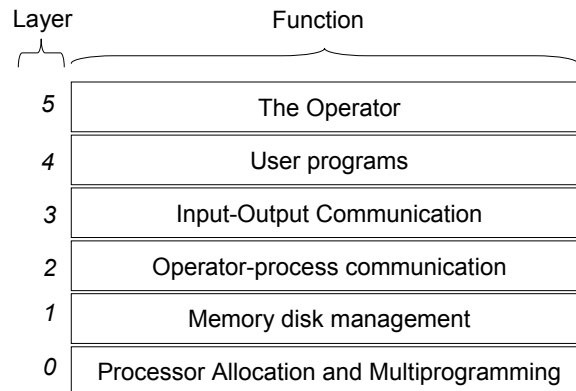 Layer Function
5 The Operator
4 User programs
3 Input-Output Communication
2 Operator-process communication
1 Memory disk management
0 Processor Allocation and Multiprogramming